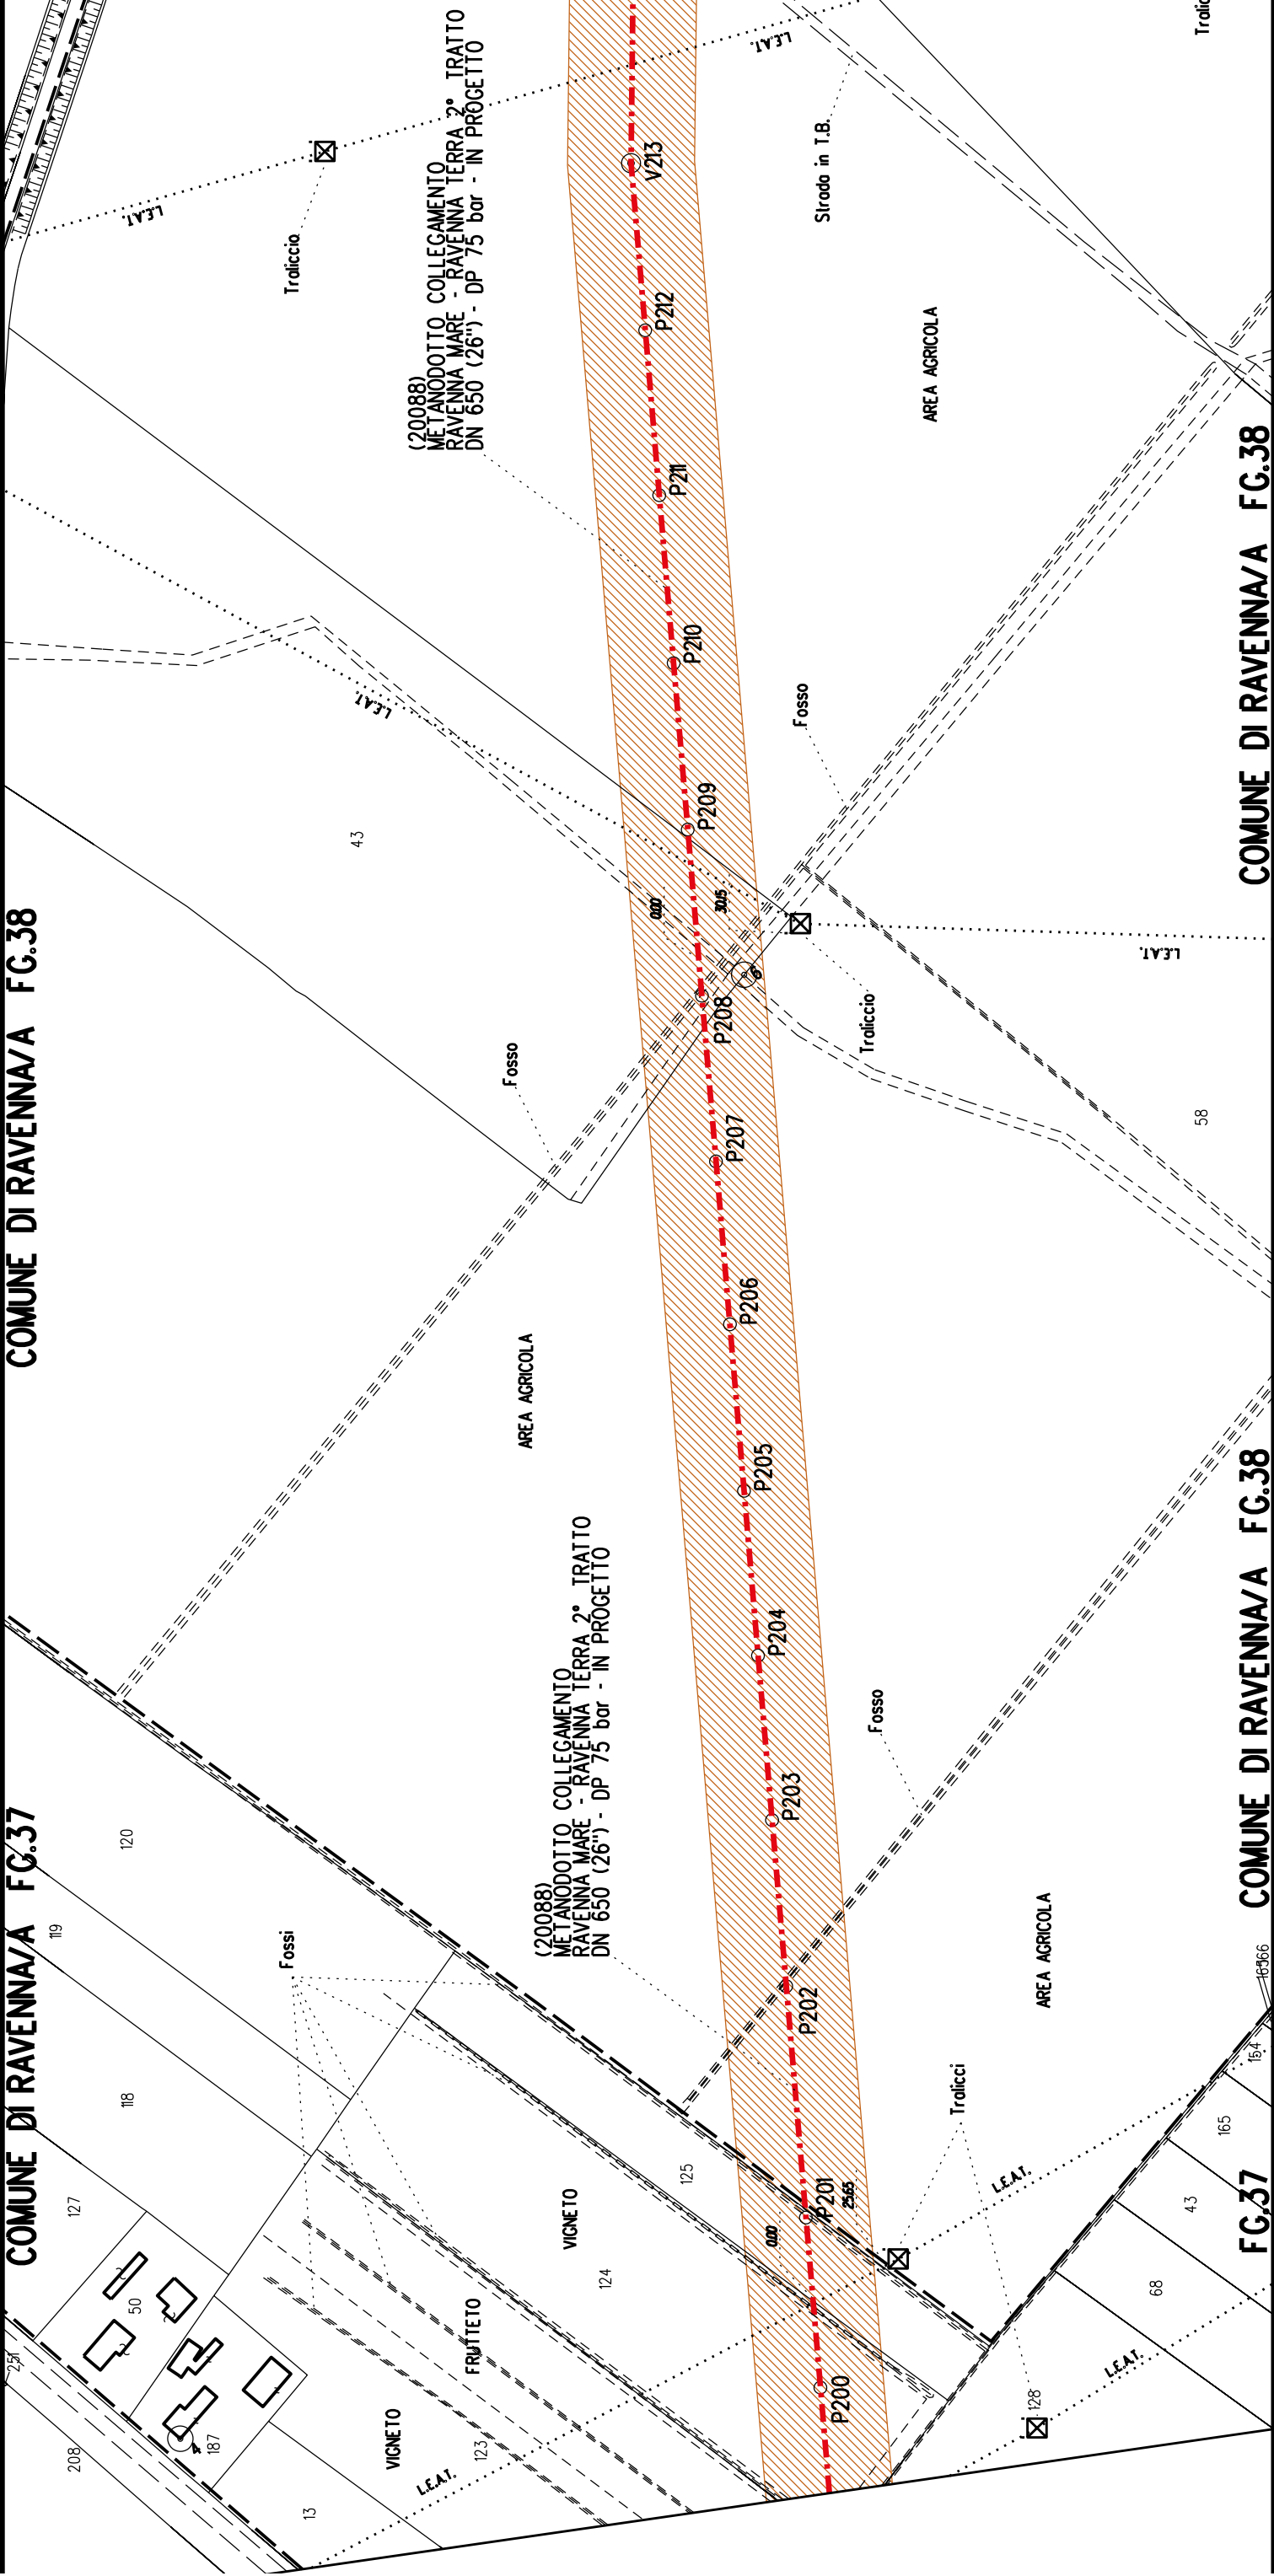 COMUNE DI RAVENNA/A FG.37
COMUNE DI RAVENNA/A FG.38
208
13
187
4
50
127
118
119
120
VIGNETO
123
FRUTTETO
L.E.A.T.
Fossi
VIGNETO
124
125
(20088)
METANODOTTO COLLEGAMENTO
RAVENNA MARE - RAVENNA TERRA 2° TRATTO
DN 650 (26") - DP 75 bar - IN PROGETTO
AREA AGRICOLA
Fosso
43
L.E.A.T.
(20088)
METANODOTTO COLLEGAMENTO
RAVENNA MARE - RAVENNA TERRA 2° TRATTO
DN 650 (26") - DP 75 bar - IN PROGETTO
Traliccio
L.E.A.T.
L.E.A.T.
0.00
25.65
0.00
30.15
6
P200
P201
P202
P203
P204
P205
P206
P207
P208
P209
P210
P211
P212
V213
Tralicci
Fosso
Traliccio
Fosso
Strada in T.B.
AREA AGRICOLA
AREA AGRICOLA
128
L.E.A.T.
L.E.A.T.
L.E.A.T.
68
43
165
154
58
FG.37
COMUNE DI RAVENNA/A FG.38
COMUNE DI RAVENNA/A FG.38